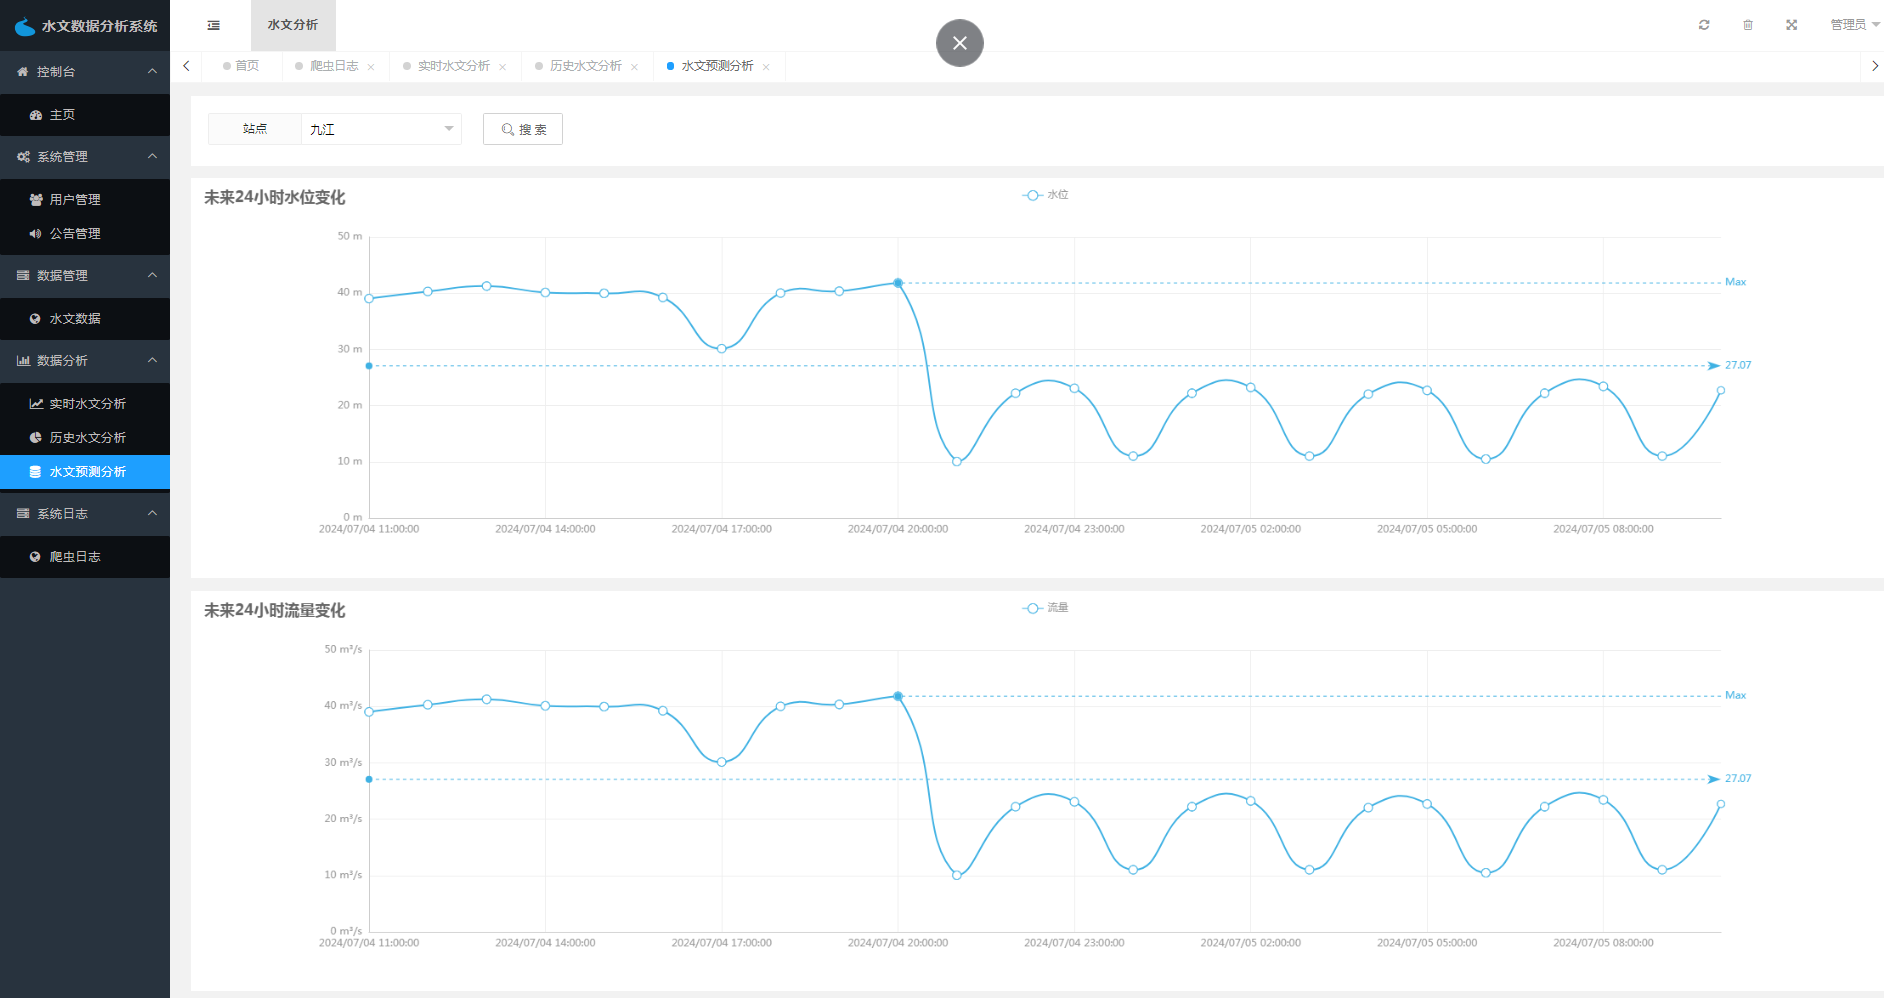 水文数据分析系统
控制台
主页
系统管理
用户管理
公告管理
数据管理
水文数据
数据分析
实时水文分析
历史水文分析
水文预测分析
系统日志
爬虫日志
水文分析
管理员
首页
爬虫日志
实时水文分析
历史水文分析
水文预测分析
站点
九江
搜 索
未来24小时水位变化
水位
50 m
40 m
30 m
20 m
10 m
0 m
Max
27.07
2024/07/04 11:00:00
2024/07/04 14:00:00
2024/07/04 17:00:00
2024/07/04 20:00:00
2024/07/04 23:00:00
2024/07/05 02:00:00
2024/07/05 05:00:00
2024/07/05 08:00:00
未来24小时流量变化
流量
50 m³/s
40 m³/s
30 m³/s
20 m³/s
10 m³/s
0 m³/s
Max
27.07
2024/07/04 11:00:00
2024/07/04 14:00:00
2024/07/04 17:00:00
2024/07/04 20:00:00
2024/07/04 23:00:00
2024/07/05 02:00:00
2024/07/05 05:00:00
2024/07/05 08:00:00